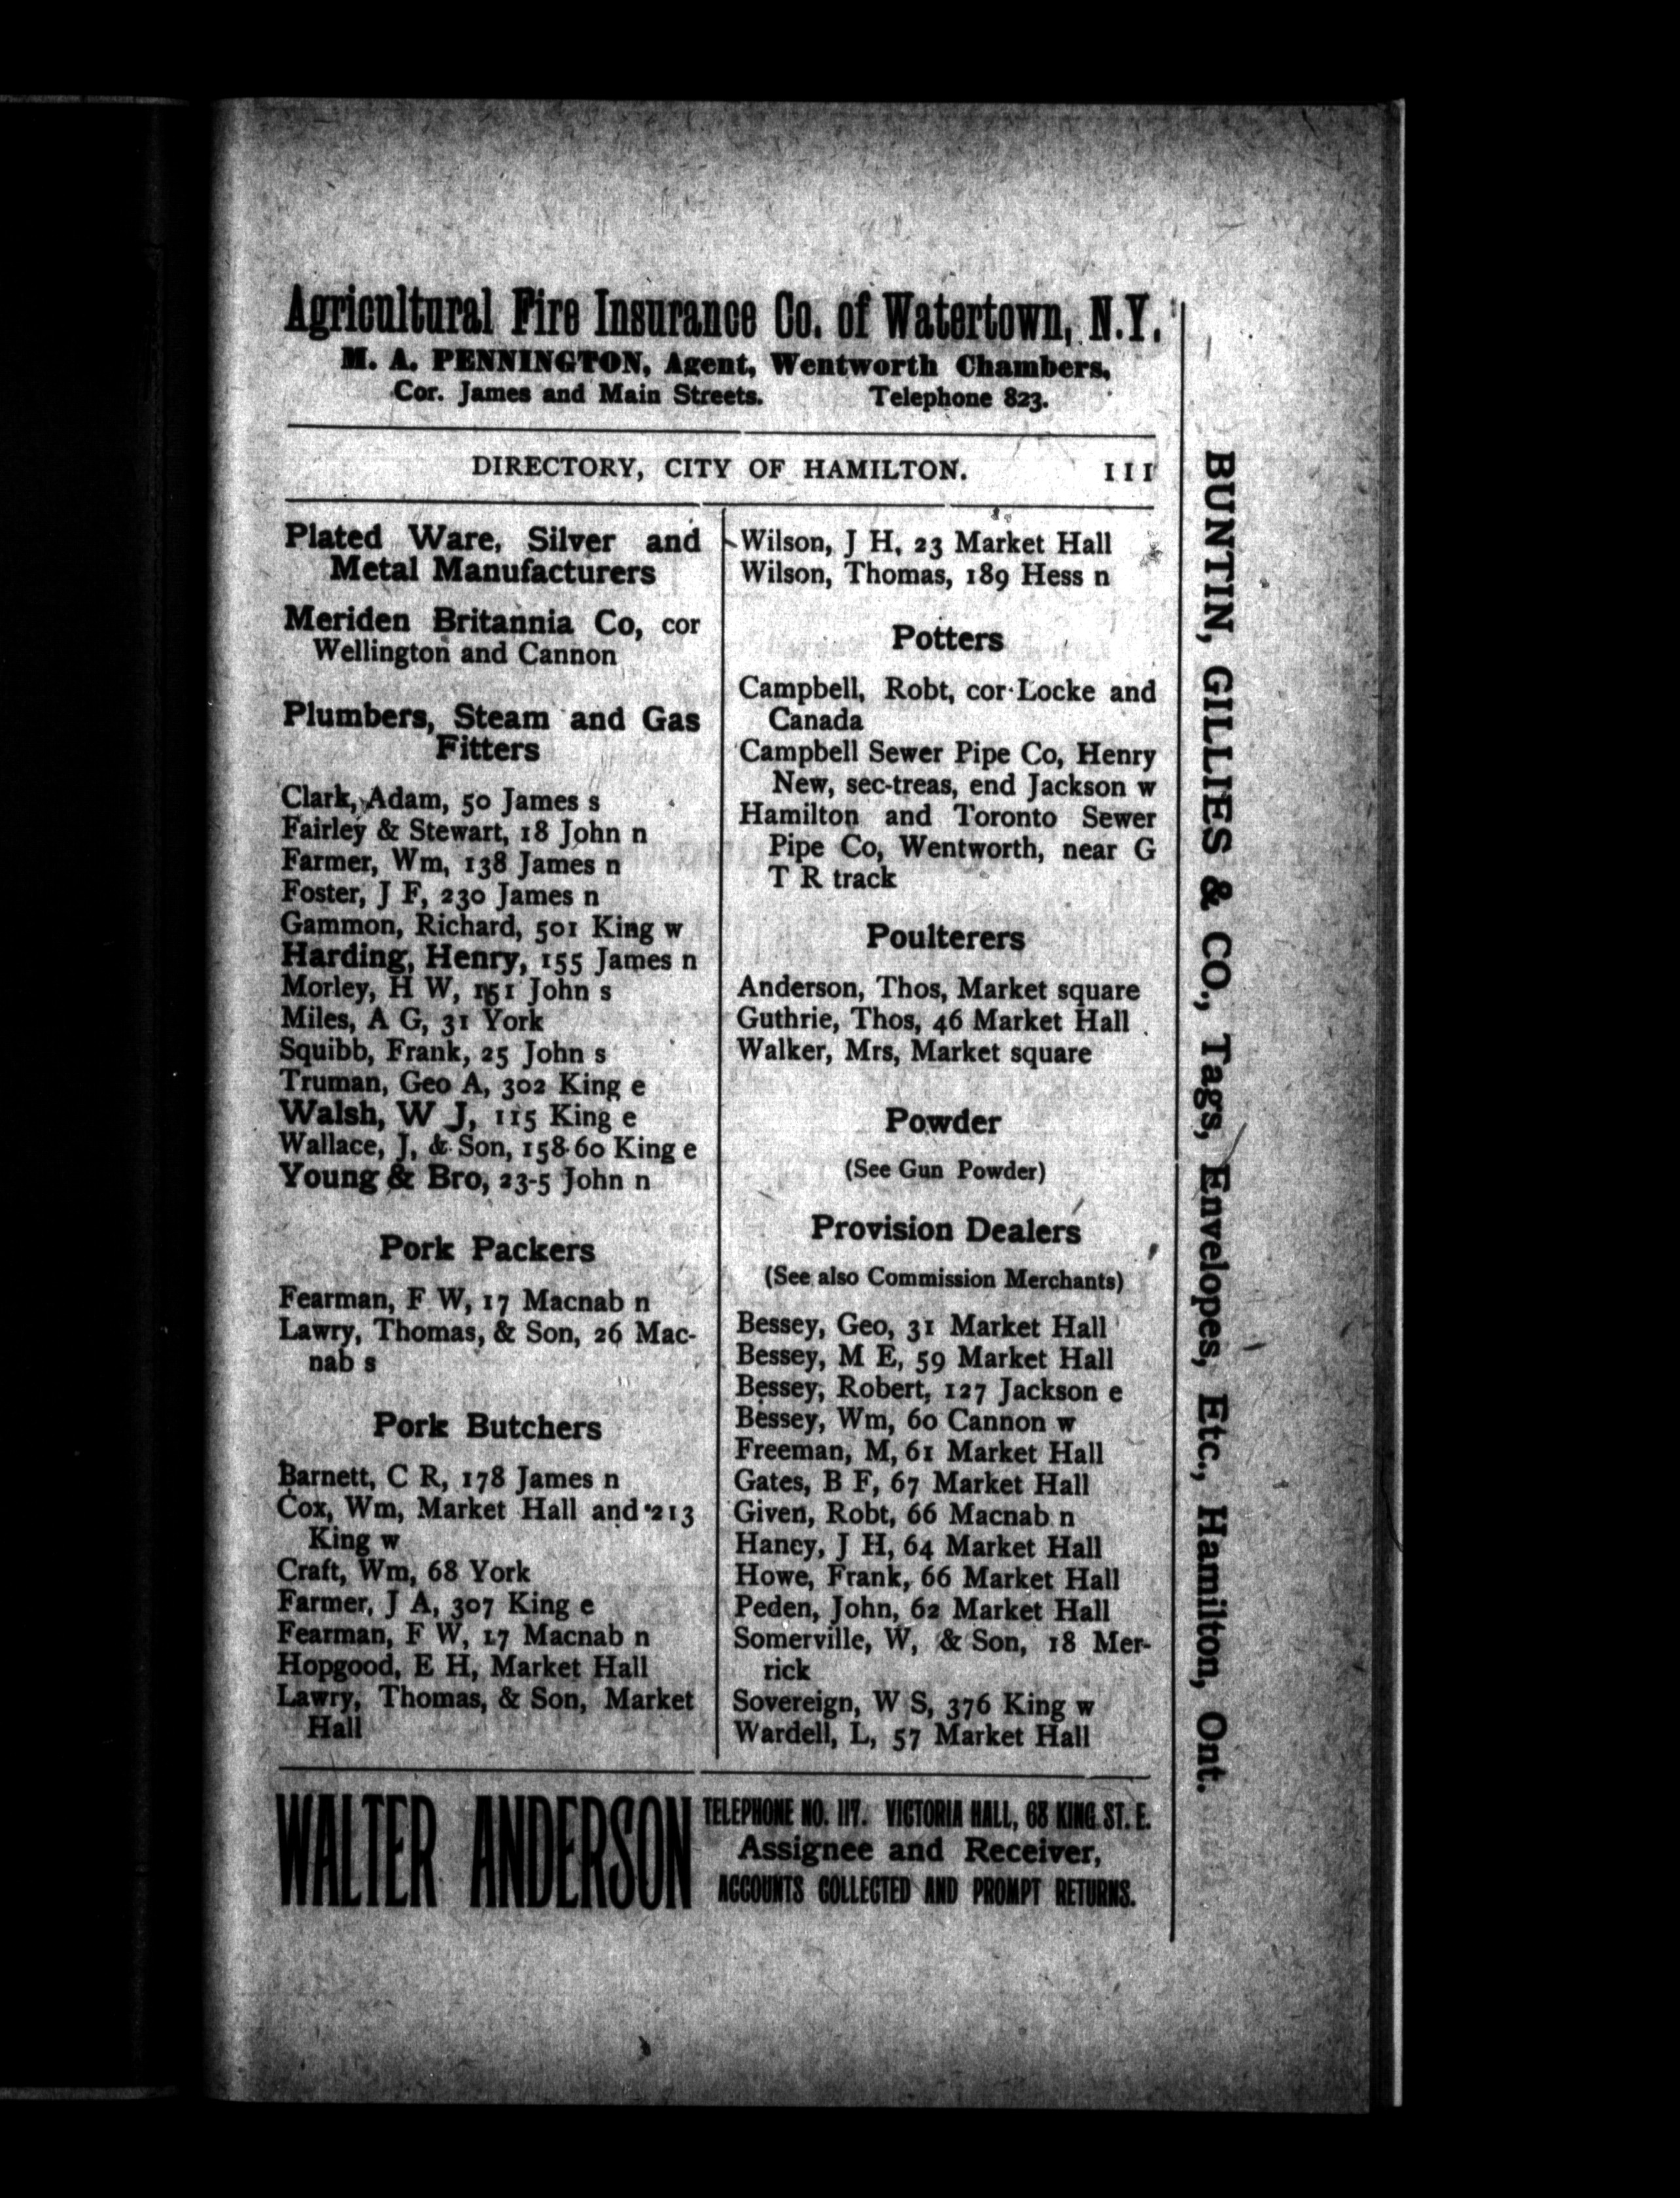 Agricultural Fire Insurance Co. of Watertown, N.Y.
M. A. PENNINGTON, Agent, Wentworth Chambers,
Cor. James and Main Streets. Telephone 823.
DIRECTORY, CITY OF HAMILTON. 111
Plated Ware, Silver and
Metal Manufacturers
Meriden Britannia Co, cor
Wellington and Cannon
Plumbers, Steam and Gas
Fitters
Clark, Adam, 50 James s
Fairley & Stewart, 18 John n
Farmer, Wm, 138 James n
Foster, J F, 230 James n
Gammon, Richard, 501 King w
Harding, Henry, 155 James n
Morley, H W, 151 John s
Miles, A G, 31 York
Squibb, Frank, 25 John s
Truman, Geo A, 302 King e
Walsh, W J, 115 King e
Wallace, J, & Son, 158-60 King e
Young & Bro, 23-5 John n
Pork Packers
Fearman, F W, 17 Macnab n
Lawry, Thomas, & Son, 26 Mac-
nab s
Pork Butchers
Barnett, C R, 178 James n
Cox, Wm, Market Hall and 213
King w
Craft, Wm, 68 York
Farmer, J A, 307 King e
Fearman, F W, 17 Macnab n
Hopgood, E H, Market Hall
Lawry, Thomas, & Son, Market
Hall
Wilson, J H, 23 Market Hall
Wilson, Thomas, 189 Hess n
Potters
Campbell, Robt, cor Locke and
Canada
Campbell Sewer Pipe Co, Henry
New, sec-treas, end Jackson w
Hamilton and Toronto Sewer
Pipe Co, Wentworth, near G
T R track
Poulterers
Anderson, Thos, Market square
Guthrie, Thos, 46 Market Hall
Walker, Mrs, Market square
Powder
(See Gun Powder)
Provision Dealers
(See also Commission Merchants)
Bessey, Geo, 31 Market Hall
Bessey, M E, 59 Market Hall
Bessey, Robert, 127 Jackson e
Bessey, Wm, 60 Cannon w
Freeman, M, 61 Market Hall
Gates, B F, 67 Market Hall
Given, Robt, 66 Macnab n
Haney, J H, 64 Market Hall
Howe, Frank, 66 Market Hall
Peden, John, 62 Market Hall
Somerville, W, & Son, 18 Mer-
rick
Sovereign, W S, 376 King w
Wardell, L, 57 Market Hall
WALTER ANDERSON
TELEPHONE NO. 117. VICTORIA HALL, 68 KING ST. E.
Assignee and Receiver,
ACCOUNTS COLLECTED AND PROMPT RETURNS.
BUNTIN, GILLIES & CO., Tags, Envelopes, Etc., Hamilton, Ont.